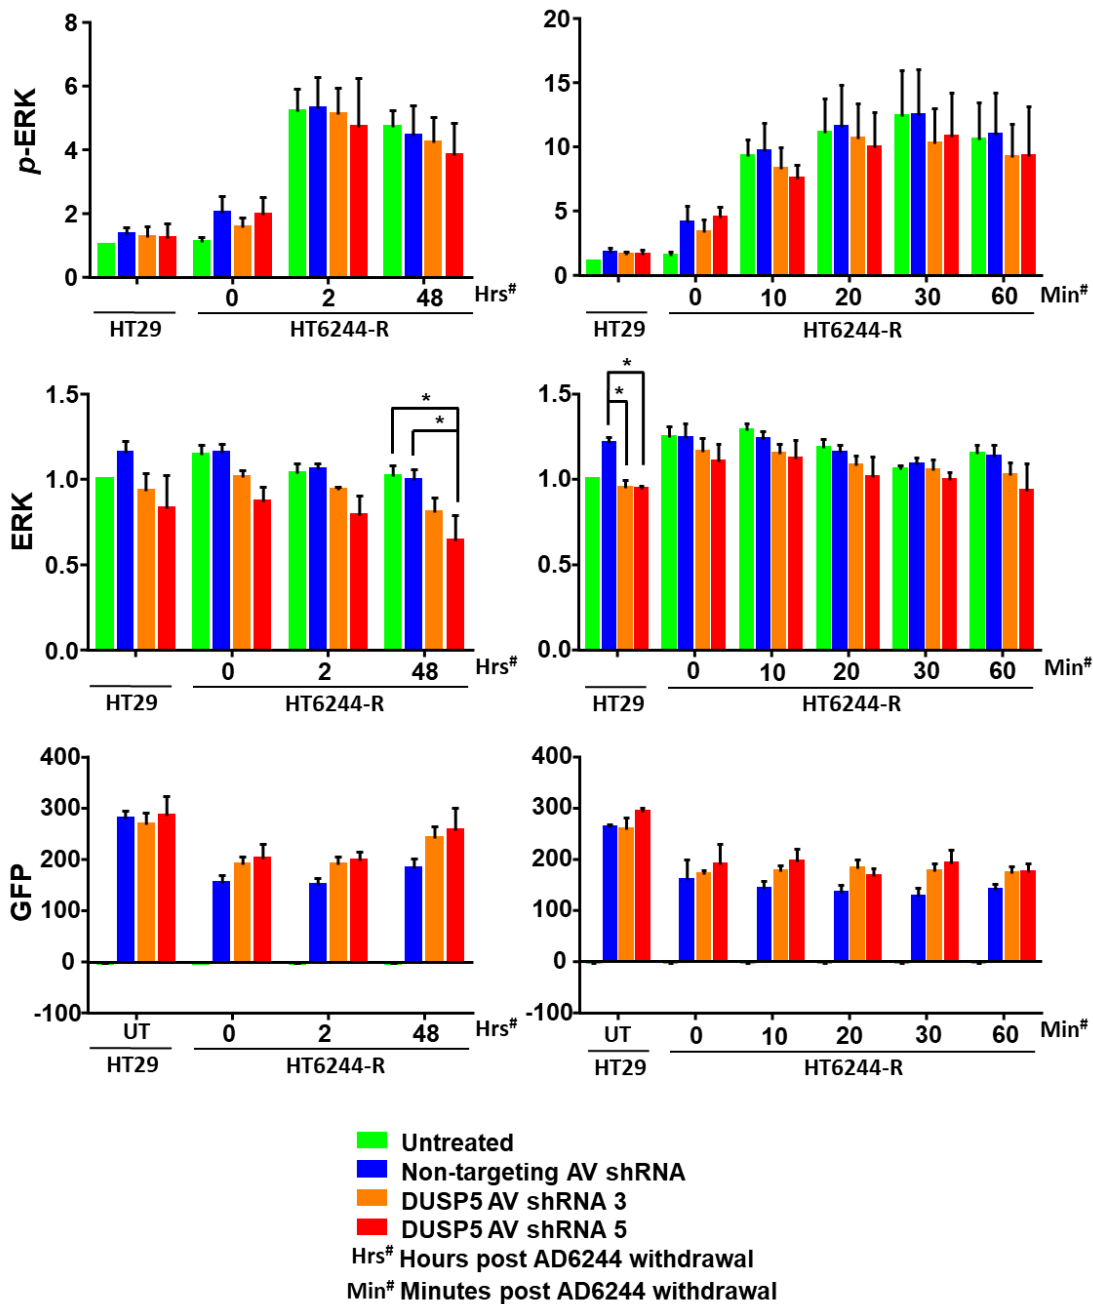 p-ERK
8
6
4
2
0
0 2 48 Hrs#
HT29 HT6244-R
20
15
10
5
0
0 10 20 30 60 Min#
HT29 HT6244-R
ERK
1.5
1.0
0.5
0.0
* *
0 2 48 Hrs#
HT29 HT6244-R
1.5
1.0
0.5
0.0
* *
0 10 20 30 60 Min#
HT29 HT6244-R
GFP
400
300
200
100
0
-100
UT 0 2 48 Hrs#
HT29 HT6244-R
400
300
200
100
0
-100
UT 0 10 20 30 60 Min#
HT29 HT6244-R
Untreated
Non-targeting AV shRNA
DUSP5 AV shRNA 3
DUSP5 AV shRNA 5
Hrs# Hours post AD6244 withdrawal
Min# Minutes post AD6244 withdrawal